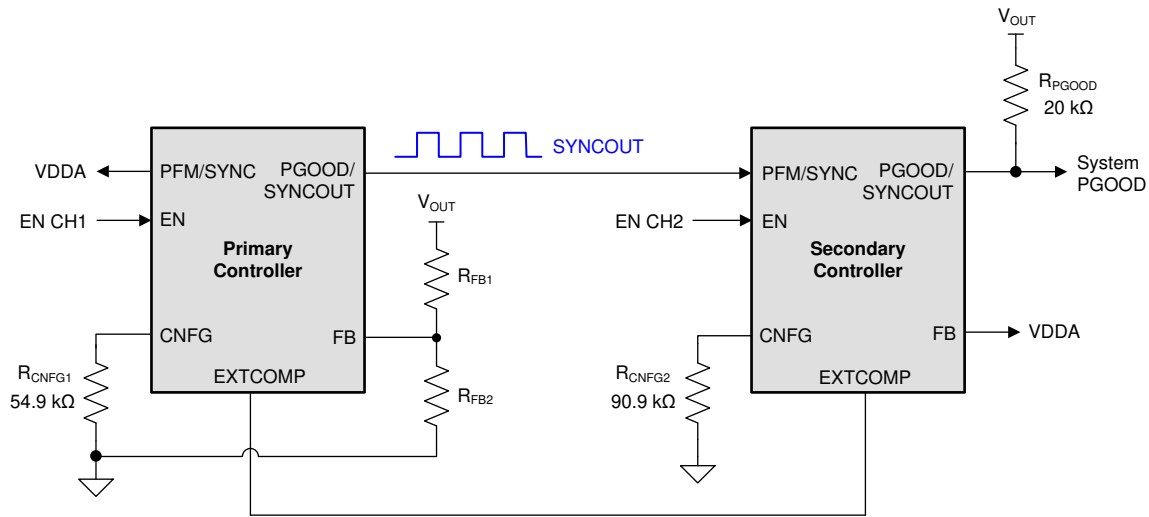 VOUT
RPGOOD
20 kΩ
SYNCOUT
VDDA
PFM/SYNC
PGOOD/
SYNCOUT
PFM/SYNC
PGOOD/
SYNCOUT
System
PGOOD
VOUT
EN CH1
EN
EN CH2
EN
Primary
Controller
Secondary
Controller
RFB1
CNFG
FB
CNFG
FB
VDDA
RCNFG1
54.9 kΩ
EXTCOMP
RFB2
RCNFG2
90.9 kΩ
EXTCOMP